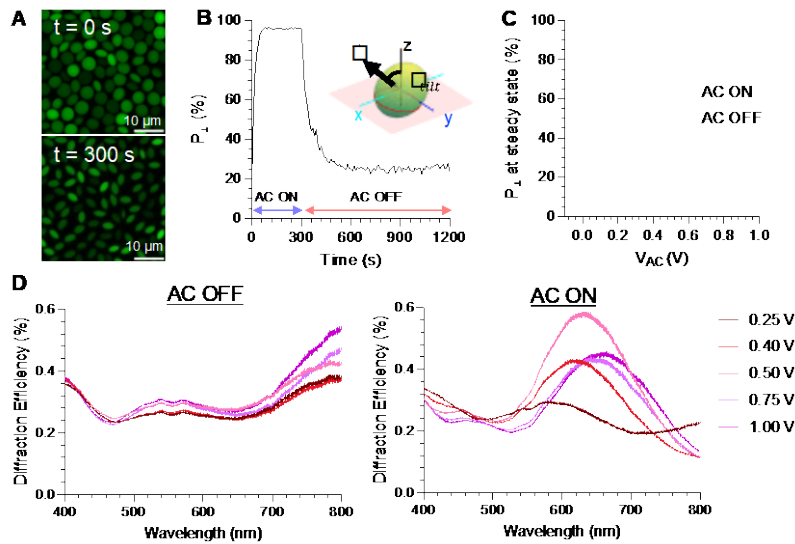 A
t = 0 s
10 µm
t = 300 s
10 µm
B
P⊥ (%)
100
80
60
40
20
0
AC ON
AC OFF
0
300
600
900
1200
Time (s)
z
tilt
x
y
C
P⊥ at steady state (%)
100
80
60
40
20
0
AC ON
AC OFF
0.0
0.2
0.4
0.6
0.8
1.0
VAC (V)
D
AC OFF
Diffraction Efficiency (%)
0.6
0.4
0.2
0.0
400
500
600
700
800
Wavelength (nm)
AC ON
Diffraction Efficiency (%)
0.6
0.4
0.2
0.0
400
500
600
700
800
Wavelength (nm)
0.25 V
0.40 V
0.50 V
0.75 V
1.00 V